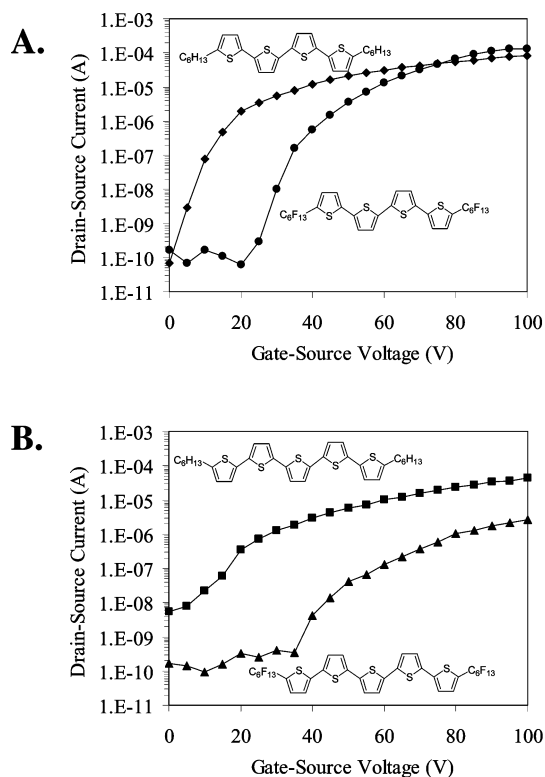 A.
Drain-Source Current (A)
1.E-03
1.E-04
1.E-05
1.E-06
1.E-07
1.E-08
1.E-09
1.E-10
1.E-11
C6H13
S
S
S
S
C6H13
C6F13
S
S
S
S
C6F13
0 20 40 60 80 100
Gate-Source Voltage (V)
B.
Drain-Source Current (A)
1.E-03
1.E-04
1.E-05
1.E-06
1.E-07
1.E-08
1.E-09
1.E-10
1.E-11
C6H13
S
S
S
S
S
C6H13
C6F13
S
S
S
S
S
C6F13
0 20 40 60 80 100
Gate-Source Voltage (V)